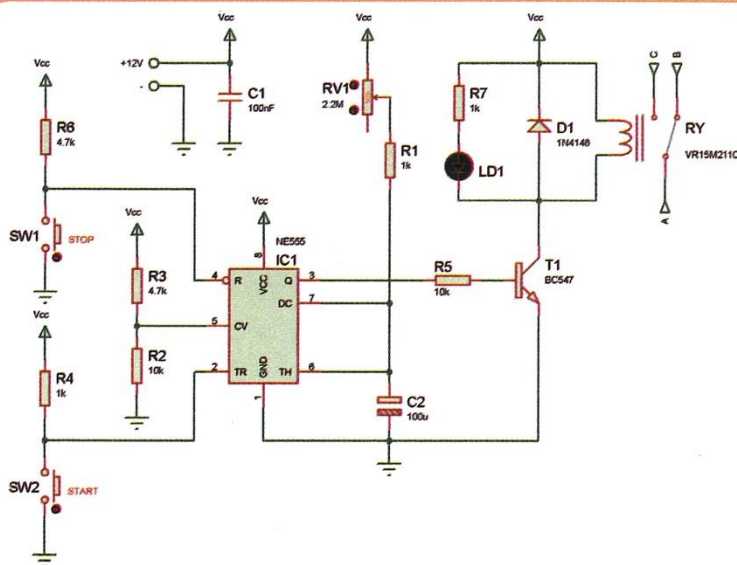 Vcc
Vcc
Vcc
Vcc
+12V
-
C1
100nF
RV1
2.2M
R7
1k
D1
1N4148
C
B
RY
VR15M2110
A
LD1
R6
4.7k
R1
1k
SW1
STOP
Vcc
Vcc
NE555
IC1
R3
4.7k
4
R
8
VCC
Q
3
DC
7
R5
10k
T1
BC547
Vcc
5
CV
R2
10k
R4
1k
2
TR
GND
1
TH
6
C2
100u
SW2
START